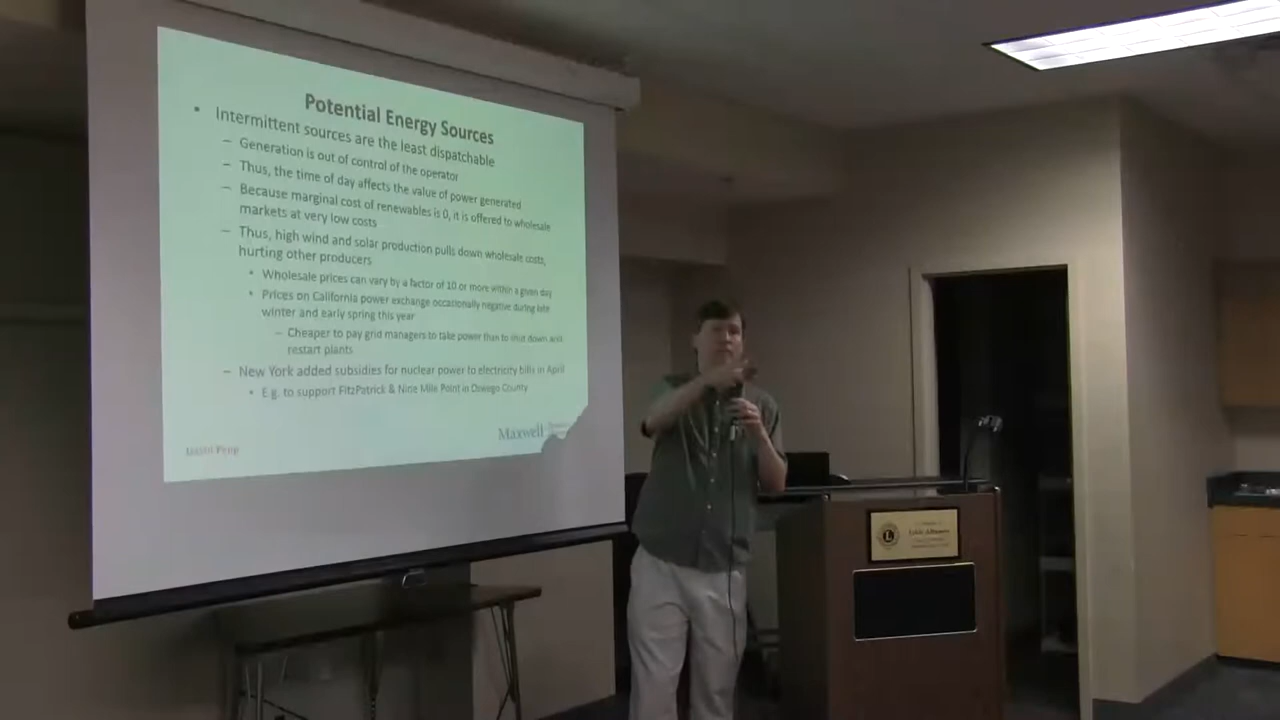 Potential Energy Sources
▪ Intermittent sources are the least dispatchable
– Generation is out of control of the operator
– Thus, the time of day affects the value of power generated
– Because marginal cost of renewables is 0, it is offered to wholesale
markets at very low costs
– Thus, high wind and solar production pulls down wholesale costs,
hurting other producers
• Wholesale prices can vary by a factor of 10 or more within a given day
• Prices on California power exchange occasionally negative during late
winter and early spring this year
– Cheaper to pay grid managers to take power than to shut down and
restart plants
– New York added subsidies for nuclear power to electricity bills in April
• E.g. to support FitzPatrick & Nine Mile Point in Oswego County
Maxwell
David Popp
L